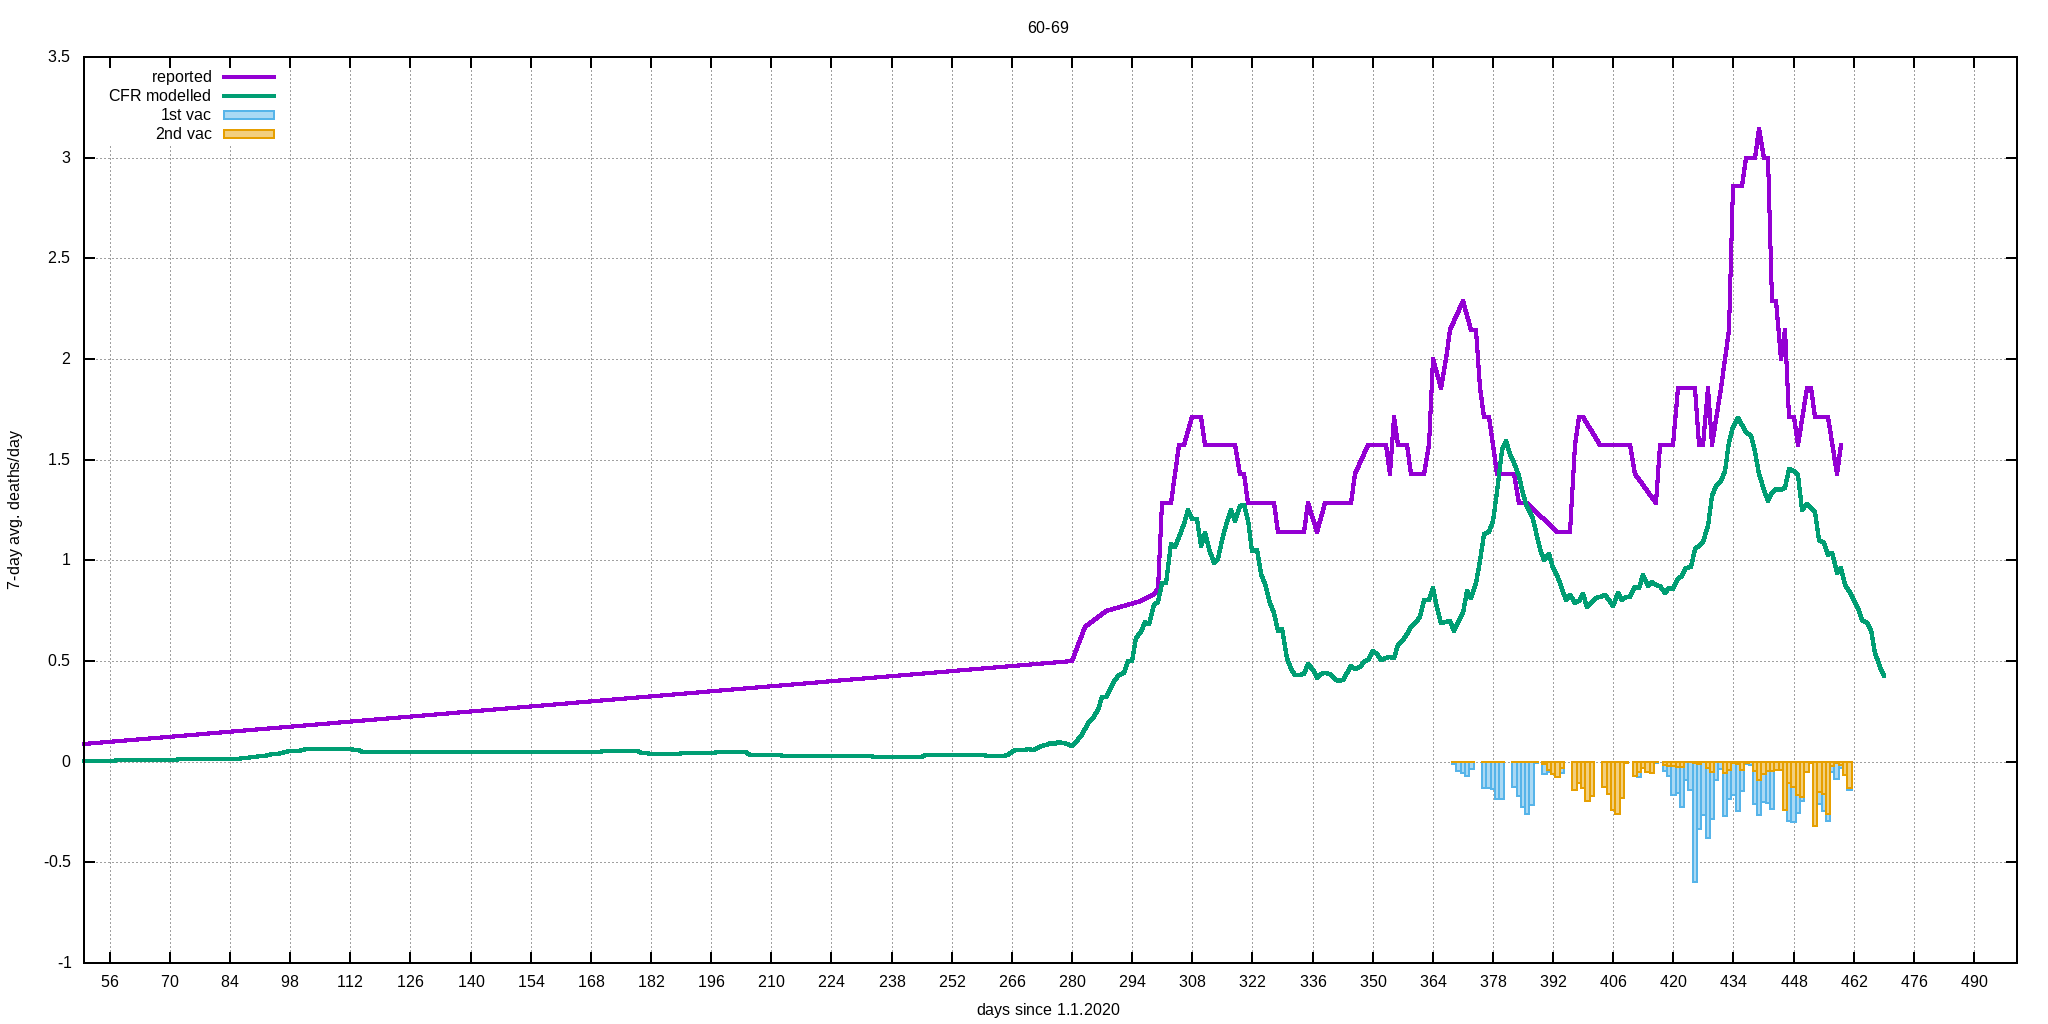 60-69
reported
CFR modelled
1st vac
2nd vac
3.5
3
2.5
2
1.5
1
0.5
0
-0.5
-1
7-day avg. deaths/day
56 70 84 98 112 126 140 154 168 182 196 210 224 238 252 266 280 294 308 322 336 350 364 378 392 406 420 434 448 462 476 490
days since 1.1.2020